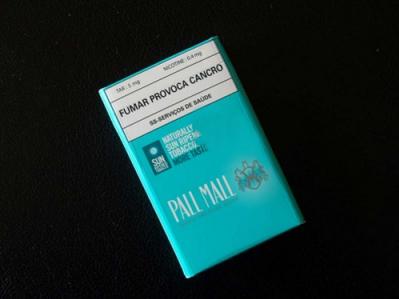 TAR: 5 mg NICOTINE: 0,4 mg
FUMAR PROVOCA CANCRO
SS-SERVIÇOS DE SAÚDE
NATURALLY
SUN RIPENED
TOBACCO
MORE TASTE
SUN
PALL MALL